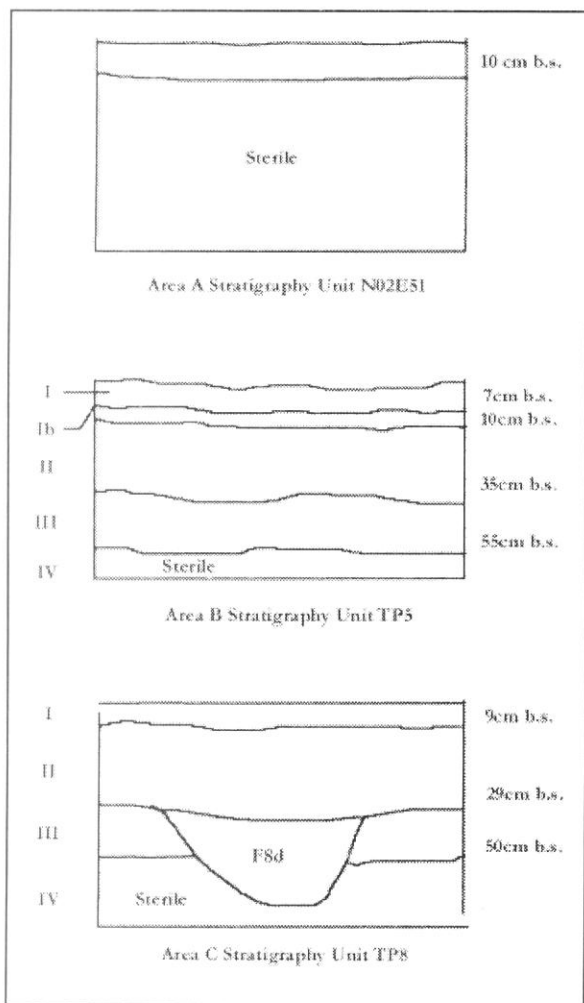 10 cm b.s.
Sterile
Area A Stratigraphy Unit N02E51
I
7cm b.s.
Ib
10cm b.s.
II
35cm b.s.
III
55cm b.s.
IV
Sterile
Area B Stratigraphy Unit TP5
I
9cm b.s.
II
29cm b.s.
III
F8d
50cm b.s.
IV
Sterile
Area C Stratigraphy Unit TP8